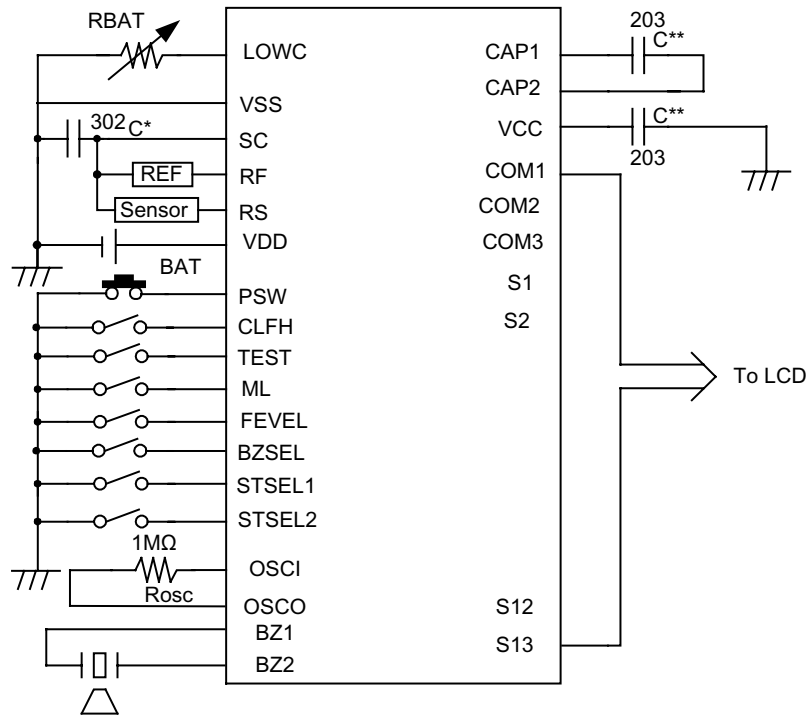 RBAT
LOWC
VSS
302 C*
SC
REF
RF
Sensor
RS
VDD
BAT
PSW
CLFH
TEST
ML
FEVEL
BZSEL
STSEL1
STSEL2
1MΩ
OSCI
Rosc
OSCO
BZ1
BZ2
203
CAP1
C**
CAP2
C**
VCC
203
COM1
COM2
COM3
S1
S2
To LCD
S12
S13